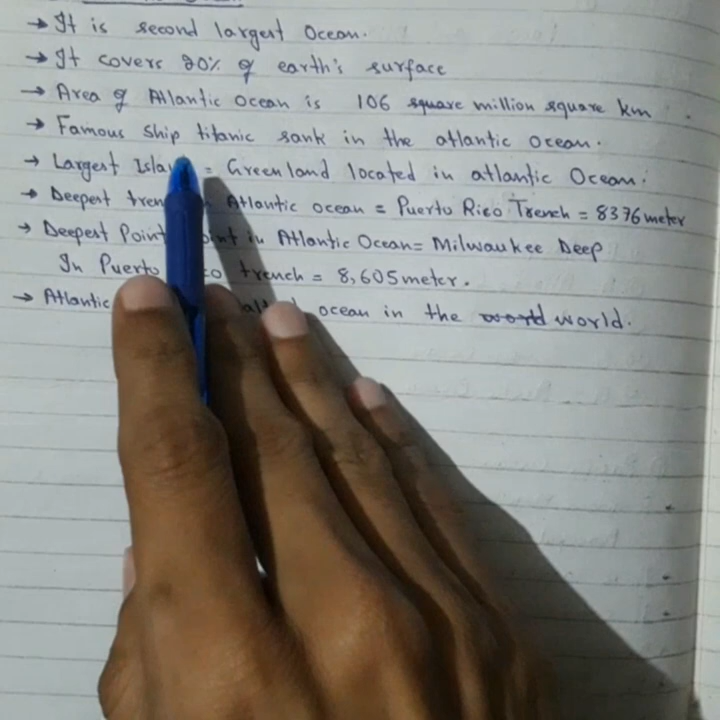 → It is second largest Ocean.
→ It covers 20% of earth's surface
→ Area of Atlantic Ocean is 106 square million square km.
→ Famous ship titanic sank in the atlantic Ocean.
→ Largest Isla = Greenland located in atlantic Ocean.
→ Deepest tren Atlantic ocean = Puerto Rico Trench = 8376 meter
→ Deepest Point in Atlantic Ocean = Milwaukee Deep
In Puerto co trench = 8,605 meter.
→ Atlantic ocean in the world.